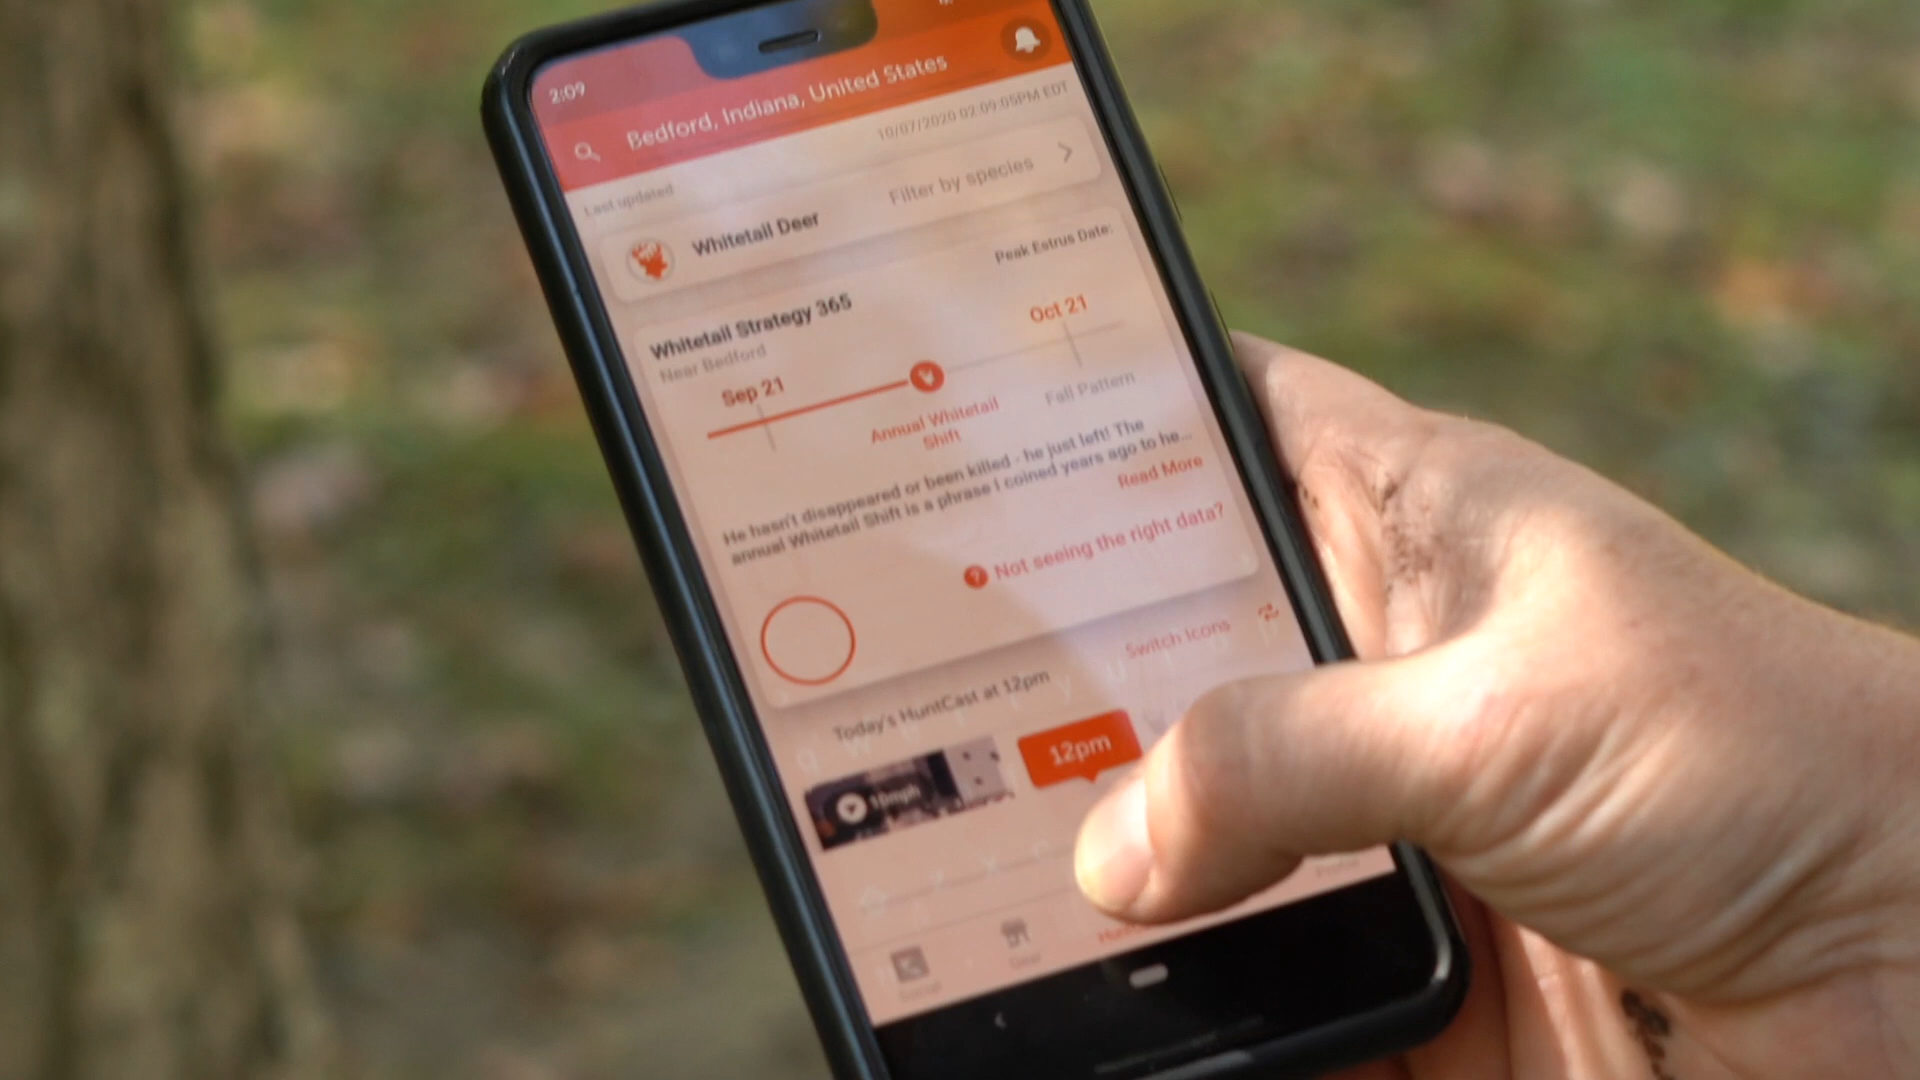 2:09
Bedford, Indiana, United States
Last updated
10/07/2020 02:09:05PM EDT
Whitetail Deer
Filter by species
Whitetail Strategy 365
Near Bedford
Peak Estrus Date:
Sep 21
Oct 21
Annual Whitetail
Shift
Fall Pattern
He hasn't disappeared or been killed - he just left! The
annual Whitetail Shift is a phrase I coined years ago to he...
Read More
Not seeing the right data?
Switch Icons
Today's HuntCast at 12pm
12pm
Gear